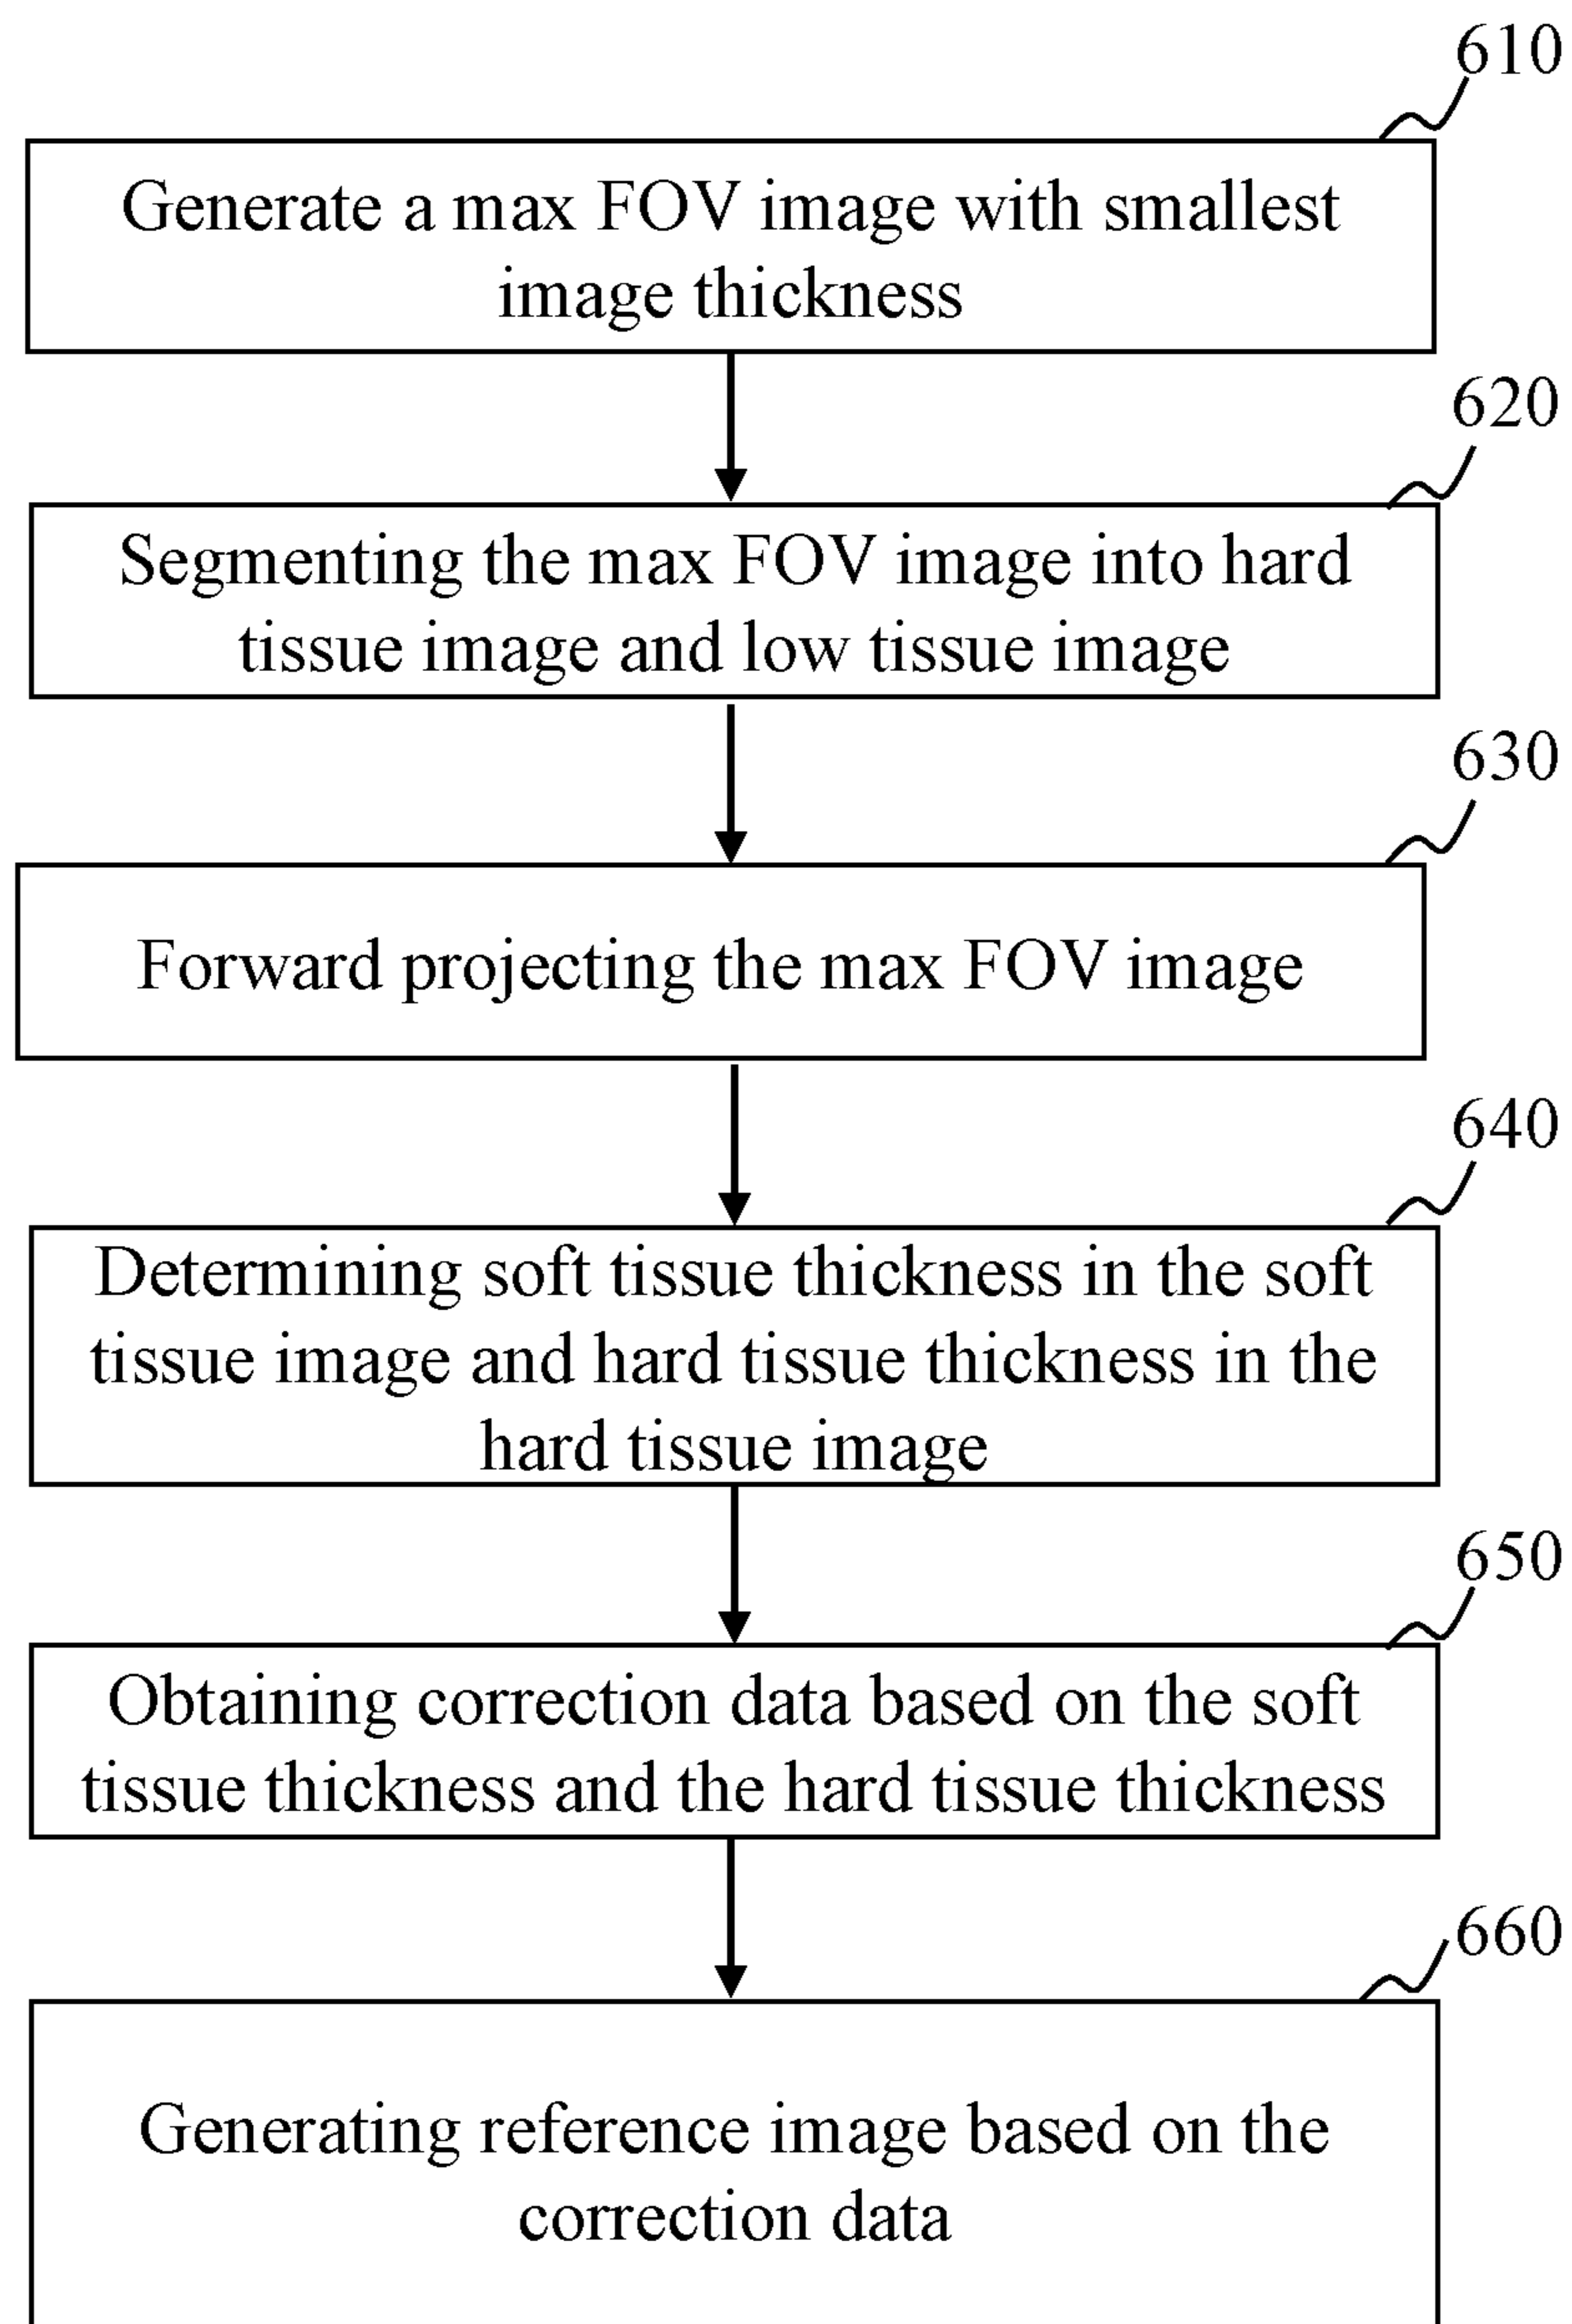 610
Generate a max FOV image with smallest
image thickness
620
Segmenting the max FOV image into hard
tissue image and low tissue image
630
Forward projecting the max FOV image
640
Determining soft tissue thickness in the soft
tissue image and hard tissue thickness in the
hard tissue image
650
Obtaining correction data based on the soft
tissue thickness and the hard tissue thickness
660
Generating reference image based on the
correction data